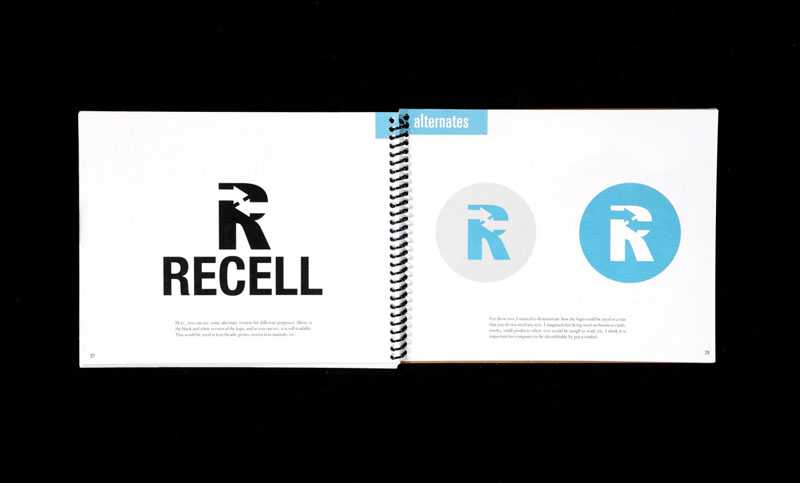 alternates
R
RECELL
Here, you can see some alternate version for different purposes. Above is
the black and white version of the logo, and as you can see, it is still readable.
This would be used in letterheads, prints, instruction manuals, etc.
27
R
R
For these two, I wanted to demonstrate how the logo could be used in a way
that you do not need any text. I imagined this being used on business cards,
stocks, small products where text would be tough to read, etc. I think it is
important for companies to be identifiable by just a symbol.
28